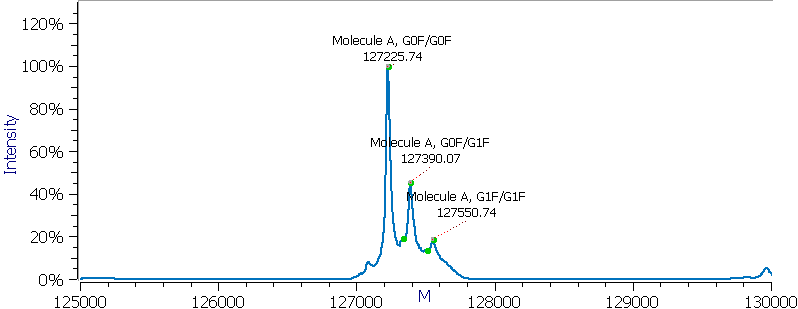 120%
Molecule A, G0F/G0F
127225.74
100%
80%
Molecule A, G0F/G1F
127390.07
60%
Intensity
Molecule A, G1F/G1F
127550.74
40%
20%
0%
125000 126000 127000 128000 129000 130000
M